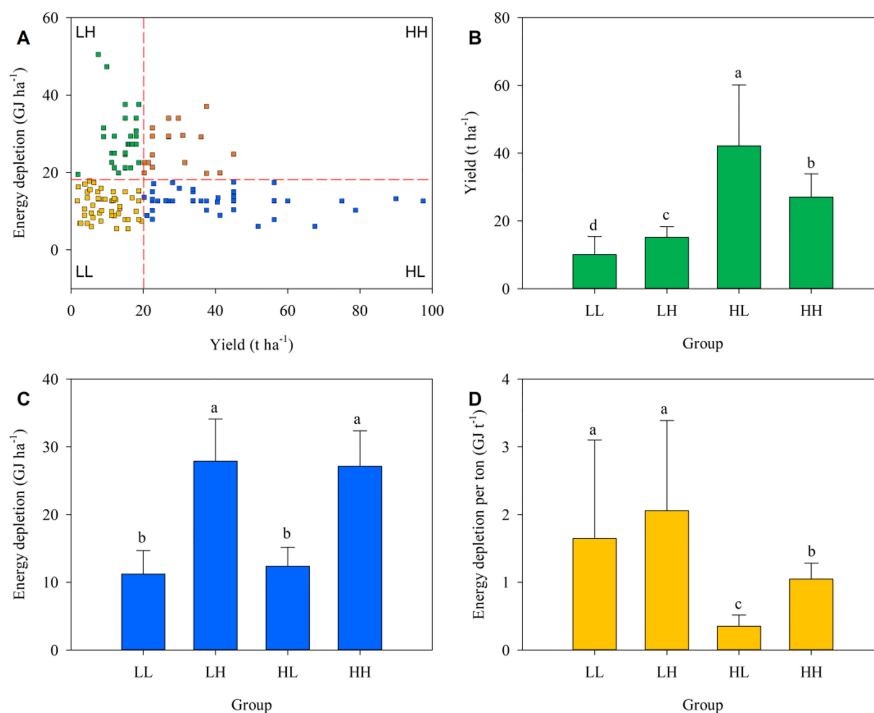 A
LH
HH
LL
HL
60
40
20
0
Energy depletion (GJ ha⁻¹)
0 20 40 60 80 100
Yield (t ha⁻¹)
B
80
60
40
20
0
Yield (t ha⁻¹)
d c a b
LL LH HL HH
Group
C
40
30
20
10
0
Energy depletion (GJ ha⁻¹)
b a b a
LL LH HL HH
Group
D
4
3
2
1
0
Energy depletion per ton (GJ t⁻¹)
a a c b
LL LH HL HH
Group